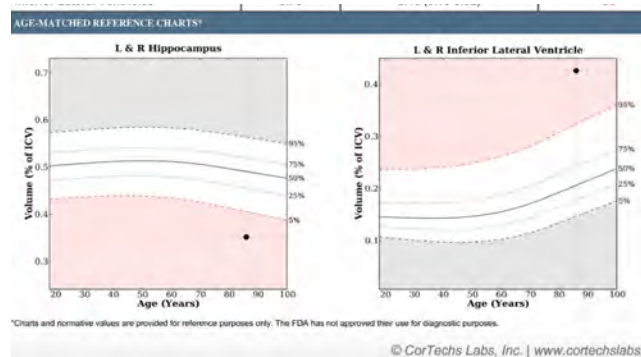 AGE-MATCHED REFERENCE CHARTS*
L & R Hippocampus
L & R Inferior Lateral Ventricle
Volume (% of ICV)
0.7
0.6
0.5
0.4
0.3
95%
75%
50%
25%
5%
20 30 40 50 60 70 80 90 100
Age (Years)
Volume (% of ICV)
0.4
0.3
0.2
0.1
95%
75%
50%
25%
5%
20 30 40 50 60 70 80 90 100
Age (Years)
*Charts and normative values are provided for reference purposes only. The FDA has not approved their use for diagnostic purposes.
© CorTechs Labs, Inc. | www.cortechslabs